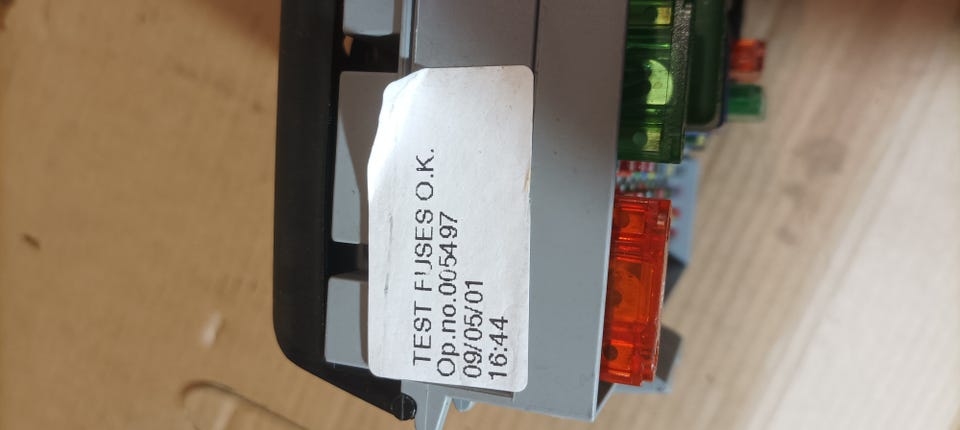 TEST FUSES O.K.
Op.no.005497
09/05/01
16:44